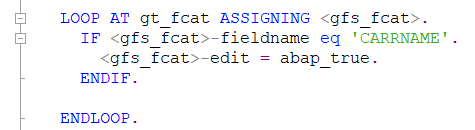 LOOP AT gt_fcat ASSIGNING <gfs_fcat>.
IF <gfs_fcat>-fieldname eq 'CARRNAME'.
<gfs_fcat>-edit = abap_true.
ENDIF.
ENDLOOP.